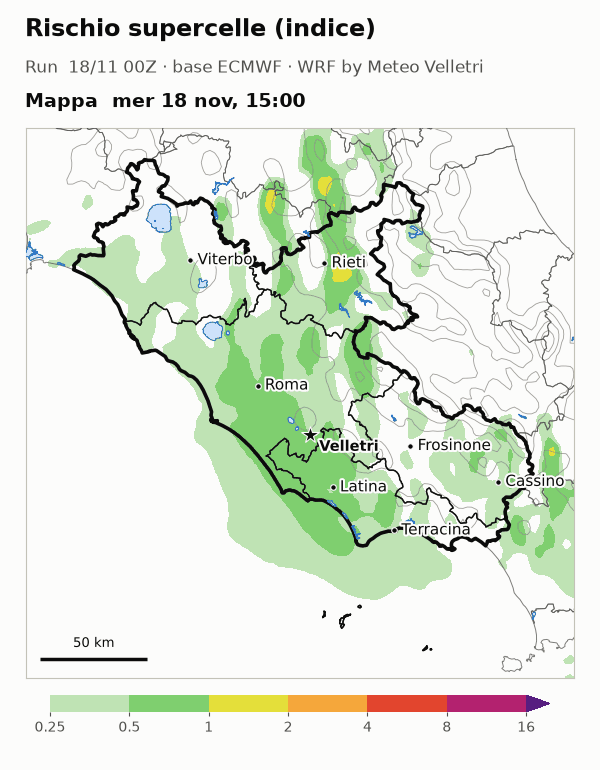 Rischio supercelle (indice)
Run  18/11 00Z · base ECMWF · WRF by Meteo Velletri
Mappa  mer 18 nov, 15:00
Viterbo
Rieti
Roma
Velletri
Frosinone
Latina
Cassino
Terracina
50 km
0.25 0.5 1 2 4 8 16